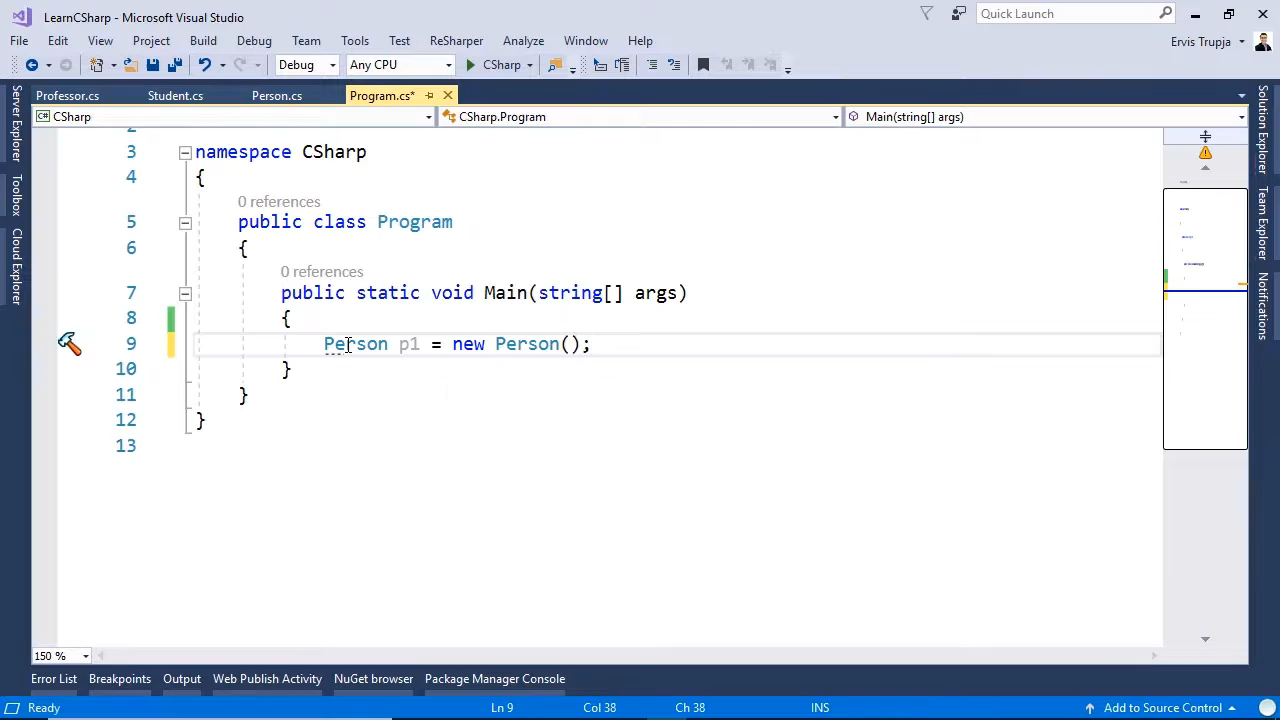 LearnCSharp - Microsoft Visual Studio
Quick Launch
File Edit View Project Build Debug Team Tools Test ReSharper Analyze Window Help
Ervis Trupja
Debug Any CPU CSharp
Professor.cs Student.cs Person.cs Program.cs*
CSharp CSharp.Program Main(string[] args)
Server Explorer
Toolbox
Cloud Explorer
2
3 namespace CSharp
4 {
0 references
5 public class Program
6 {
0 references
7 public static void Main(string[] args)
8 {
9 Person p1 = new Person();
10 }
11 }
12 }
13
Solution Explorer
Team Explorer
Notifications
150 %
Error List Breakpoints Output Web Publish Activity NuGet browser Package Manager Console
Ready Ln 9 Col 38 Ch 38 INS Add to Source Control